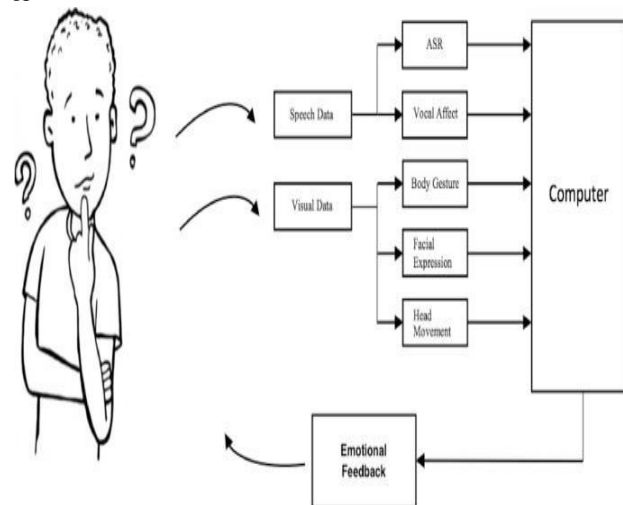 ASR
Speech Data
Vocal Affect
?
?
Visual Data
Body Gesture
Computer
Facial
Expression
Head
Movement
Emotional
Feedback